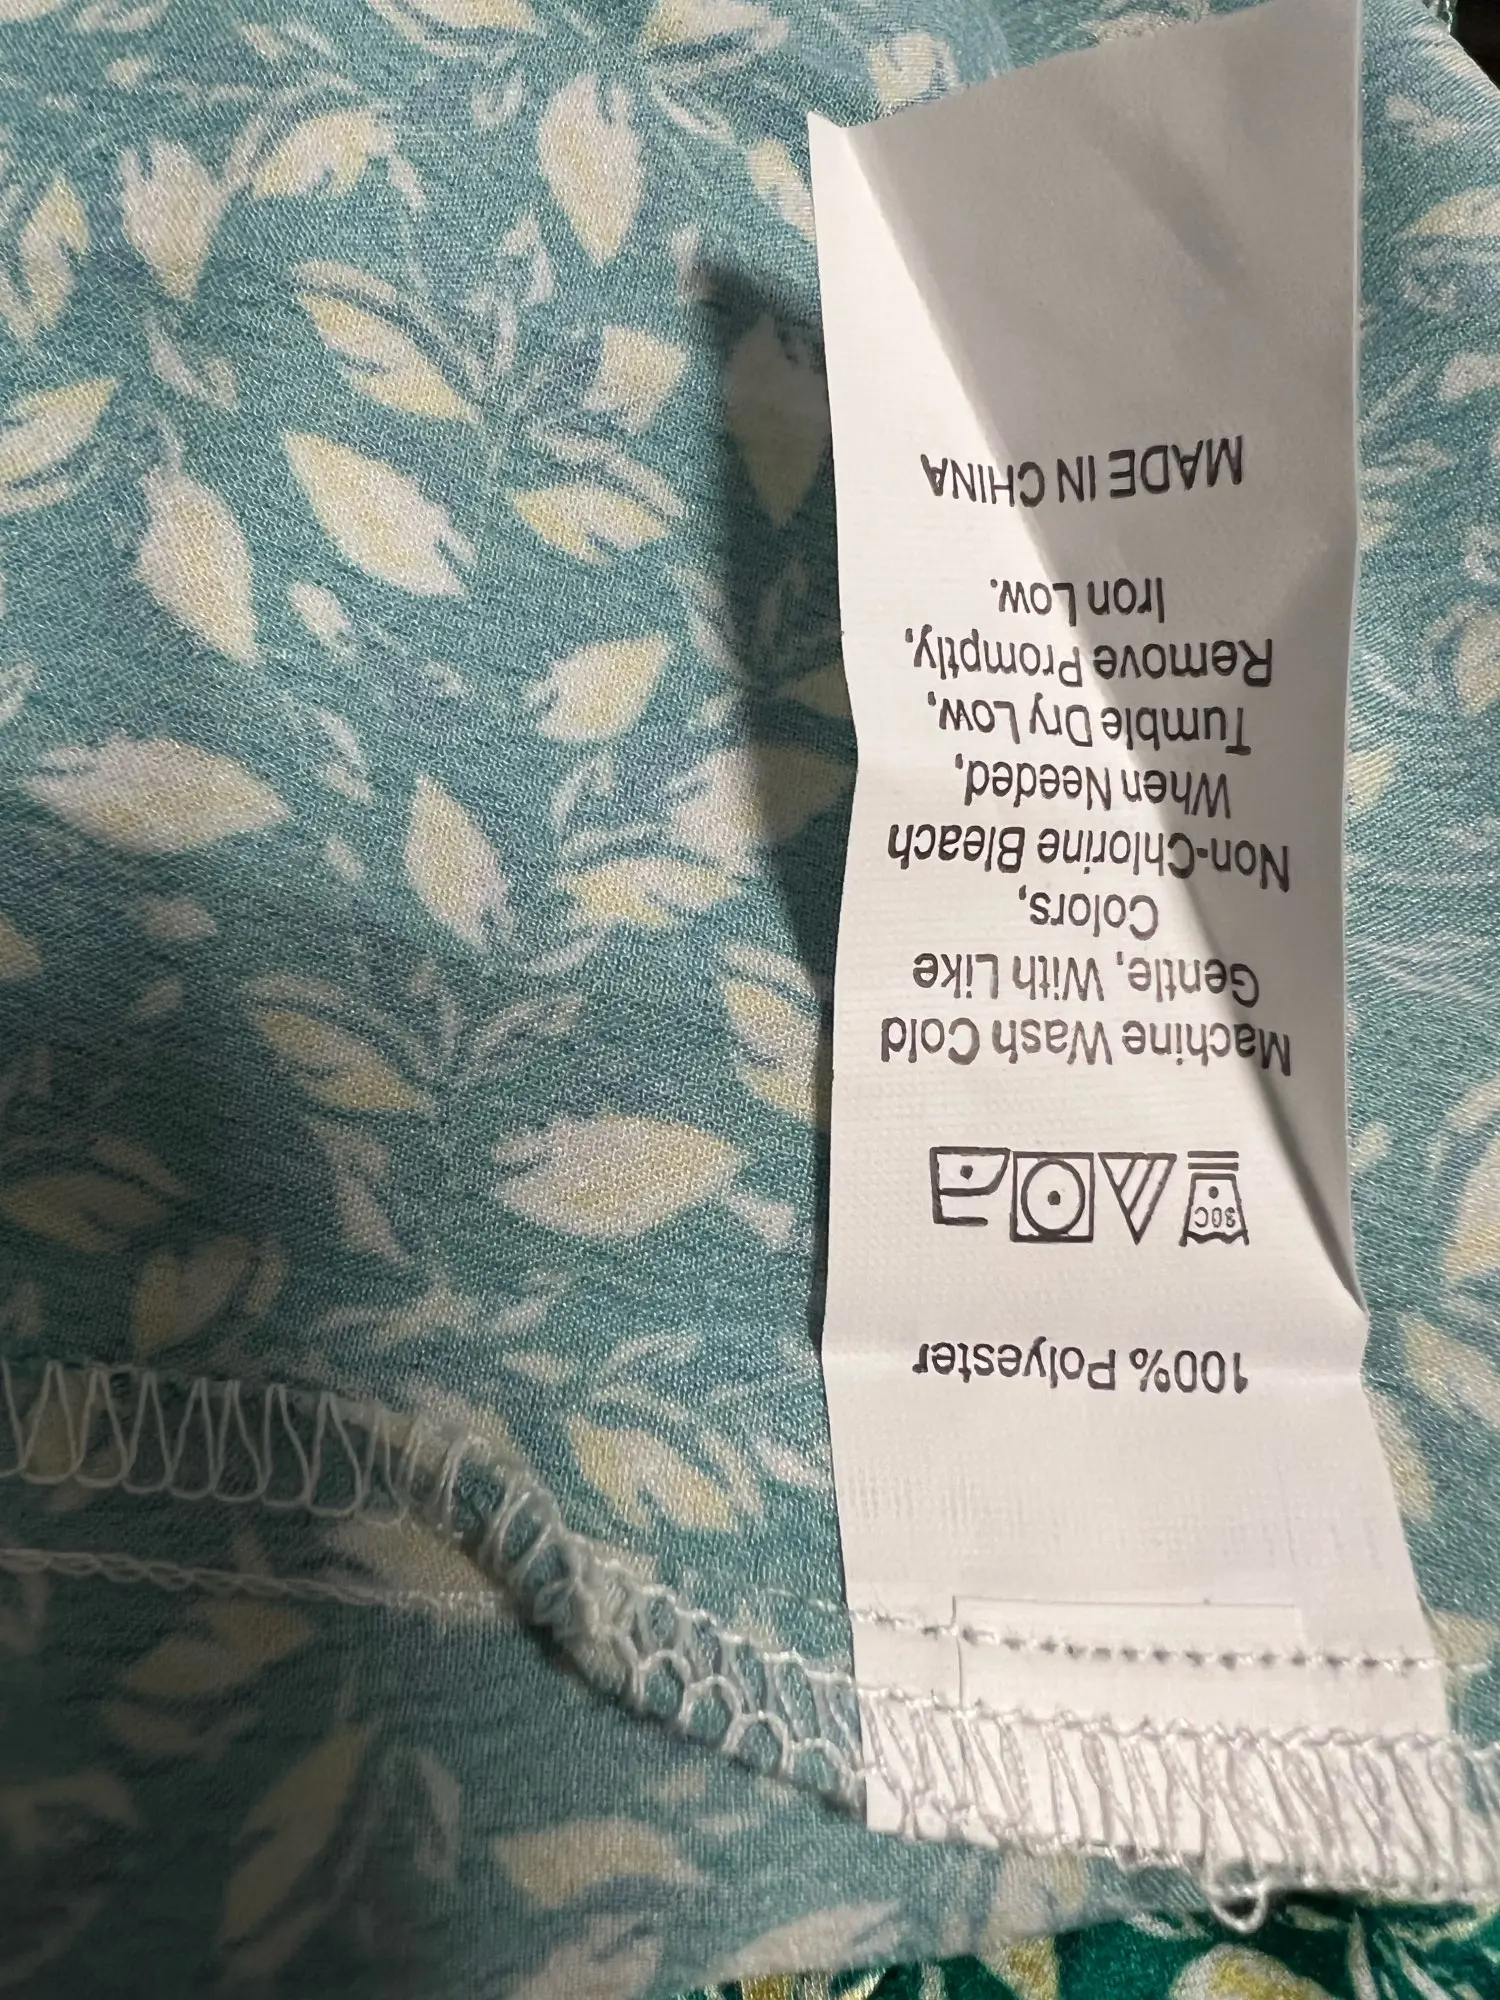 100% Polyester
30C
Machine Wash Cold
Gentle, With Like
Colors,
Non-Chlorine Bleach
When Needed,
Tumble Dry Low,
Remove Promptly,
Iron Low.
MADE IN CHINA